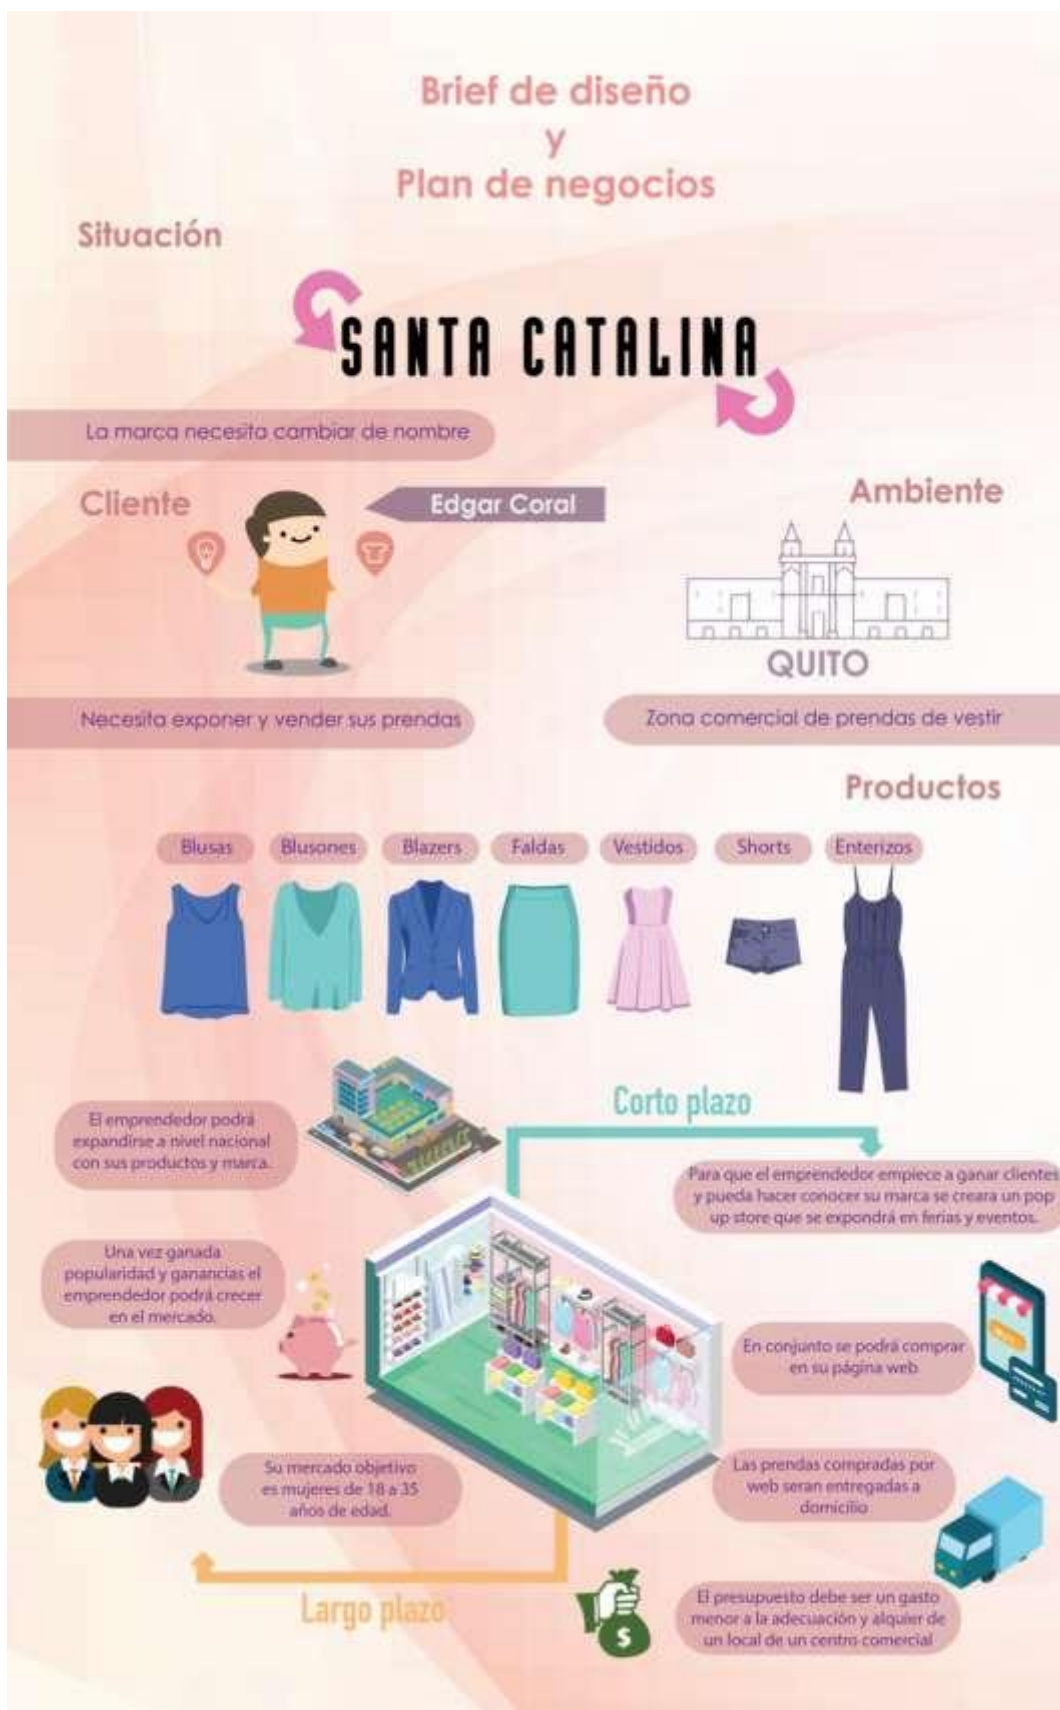 Brief de diseño
y
Plan de negocios
Situación
SANTA CATALINA
La marca necesita cambiar de nombre
Cliente
Edgar Coral
Ambiente
QUITO
Necesita exponer y vender sus prendas
Zona comercial de prendas de vestir
Productos
Blusas
Blusones
Blazers
Faldas
Vestidos
Shorts
Enterizos
Corto plazo
El emprendedor podrá
expandirse a nivel nacional
con sus productos y marca.
Para que el emprendedor empiece a ganar clientes
y pueda hacer conocer su marca se creara un pop
up store que se expondrá en ferias y eventos.
Una vez ganada
popularidad y ganancias el
emprendedor podrá crecer
en el mercado.
En conjunto se podrá comprar
en su página web
Su mercado objetivo
es mujeres de 18 a 35
años de edad.
Las prendas compradas por
web seran entregadas a
domicilio
Largo plazo
$
El presupuesto debe ser un gasto
menor a la adecuación y alquier de
un local de un centro comercial